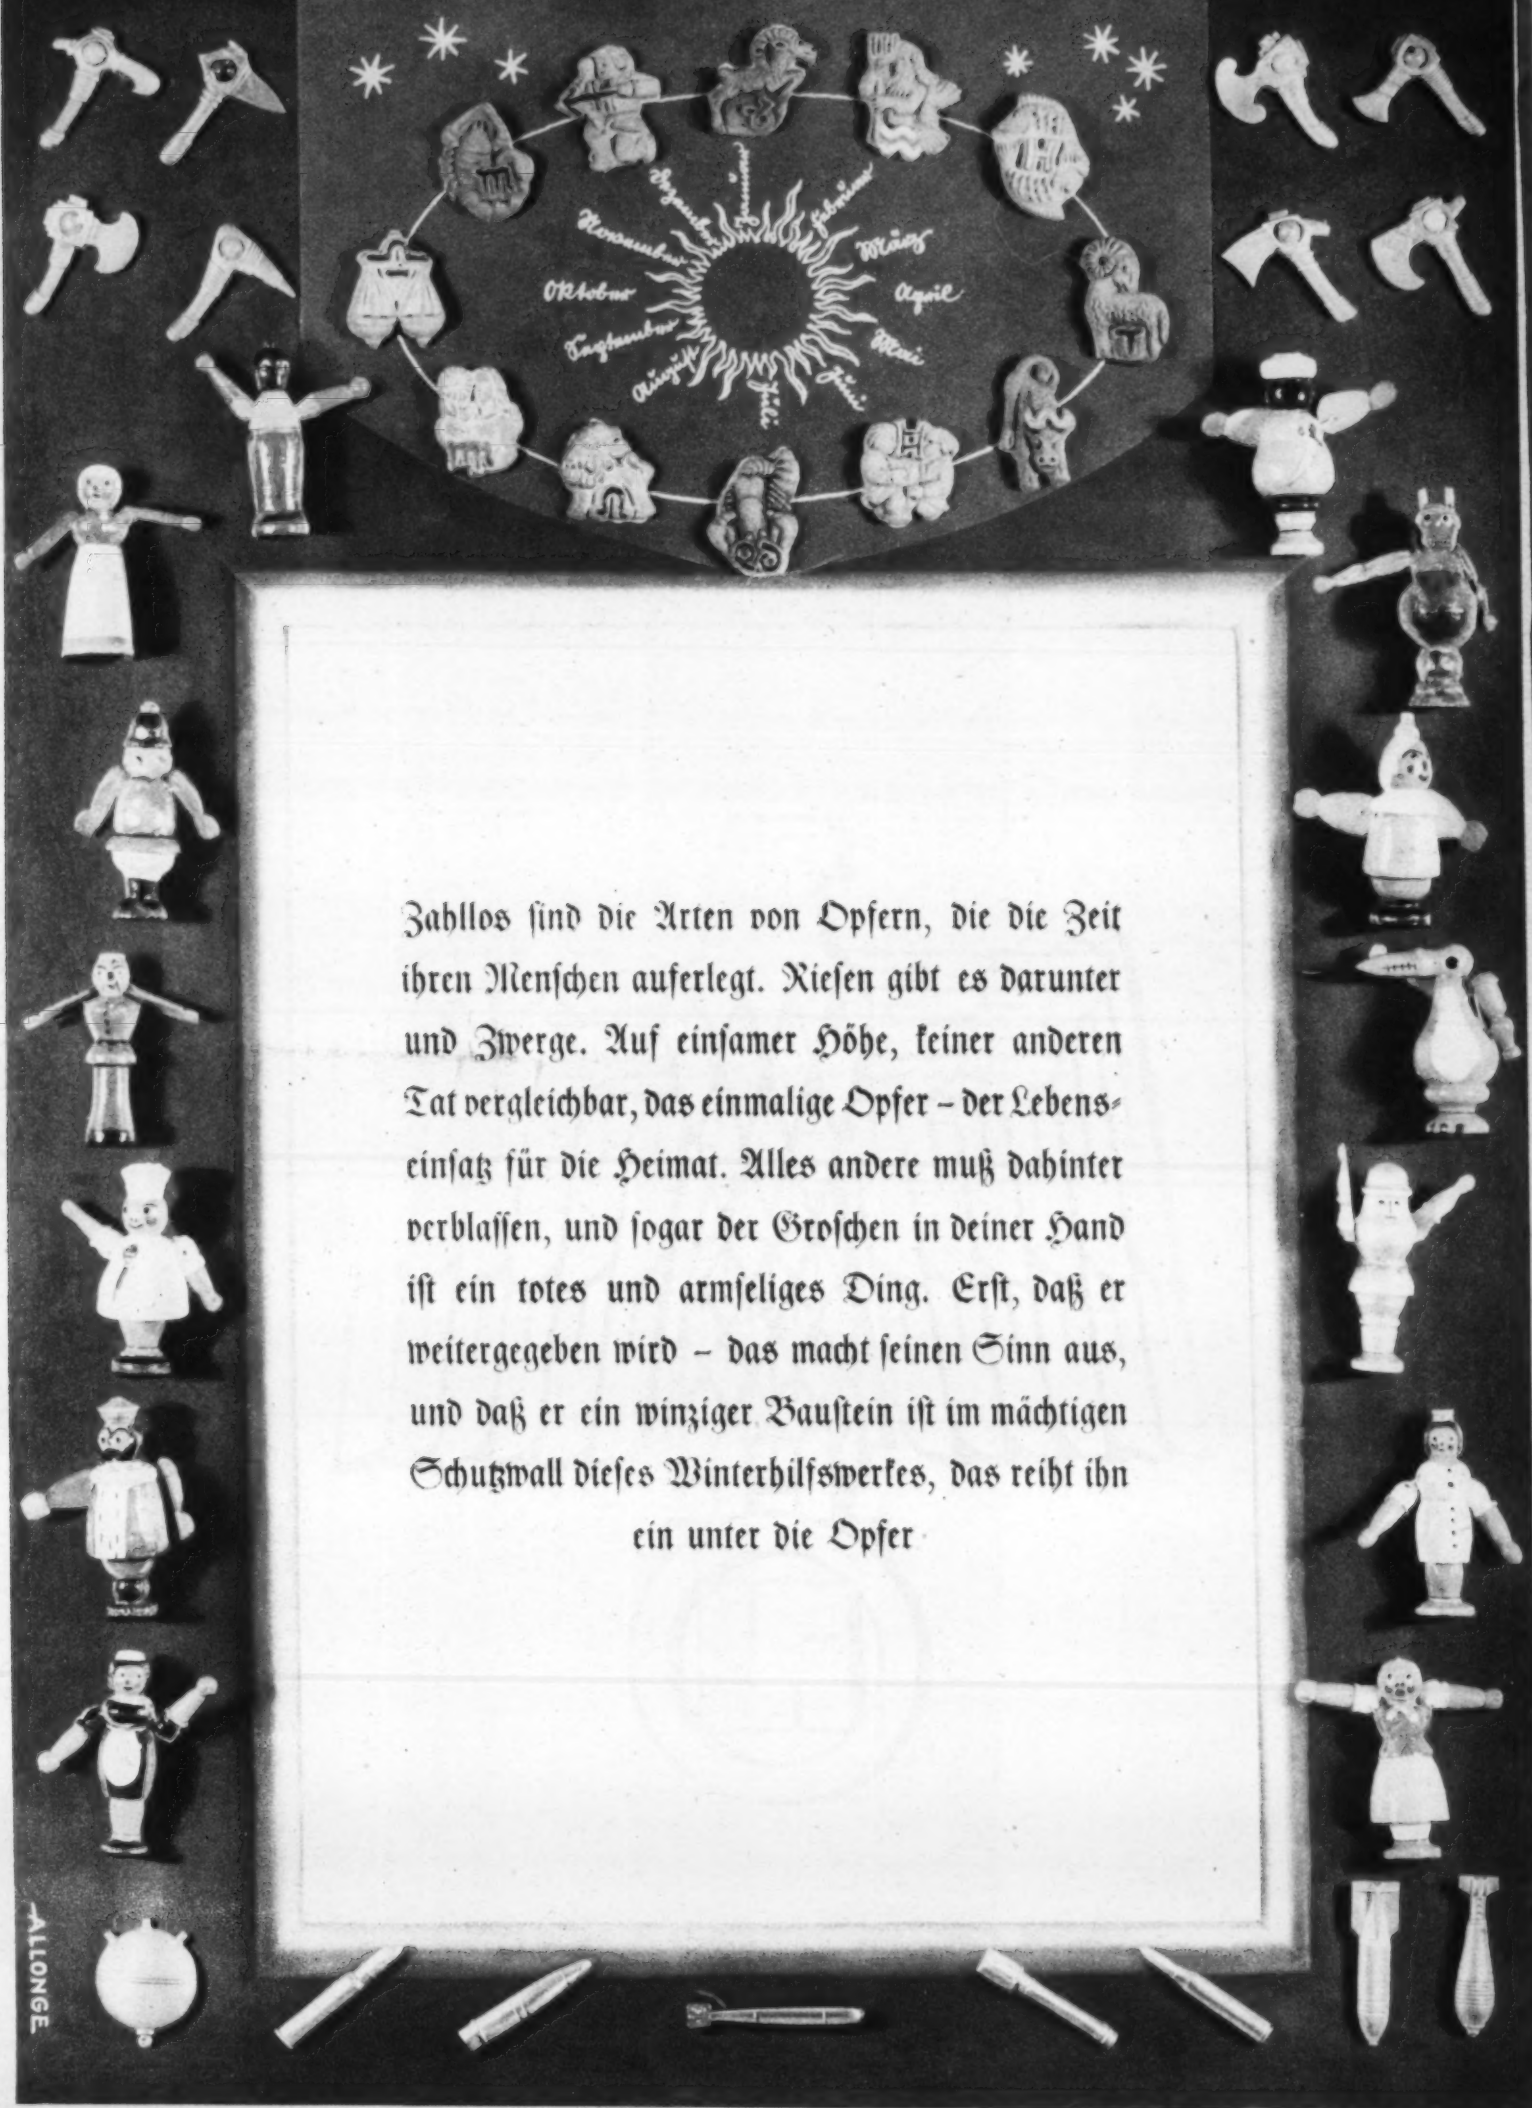 Dezember
Januar
Februar
November
März
Oktober
April
September
Mai
August
Juli
Juni
Zahllos sind die Arten von Opfern, die die Zeit
ihren Menschen auferlegt. Riesen gibt es darunter
und Zwerge. Auf einsamer Höhe, keiner anderen
Tat vergleichbar, das einmalige Opfer – der Lebens-
einsatz für die Heimat. Alles andere muß dahinter
verblassen, und sogar der Groschen in deiner Hand
ist ein totes und armseliges Ding. Erst, daß er
weitergegeben wird – das macht seinen Sinn aus,
und daß er ein winziger Baustein ist im mächtigen
Schutzwall dieses Winterhilfswerkes, das reiht ihn
ein unter die Opfer
ALLONGE